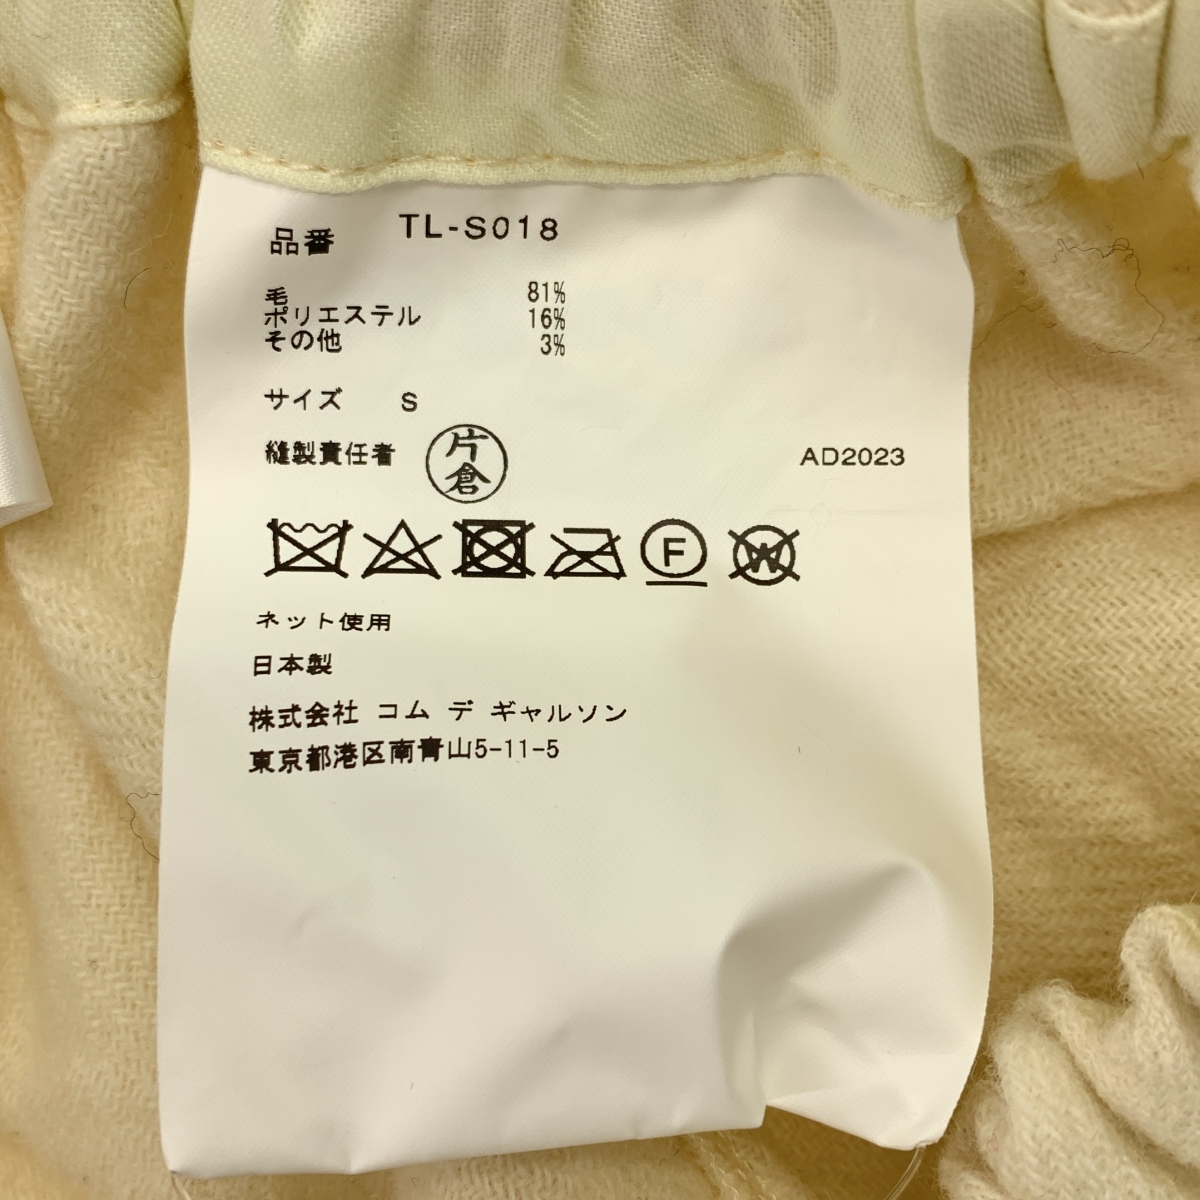 品番 TL-S018
毛 81%
ポリエステル 16%
その他 3%
サイズ S
縫製責任者 片倉 AD2023
F W
ネット使用
日本製
株式会社 コム デ ギャルソン
東京都港区南青山5-11-5